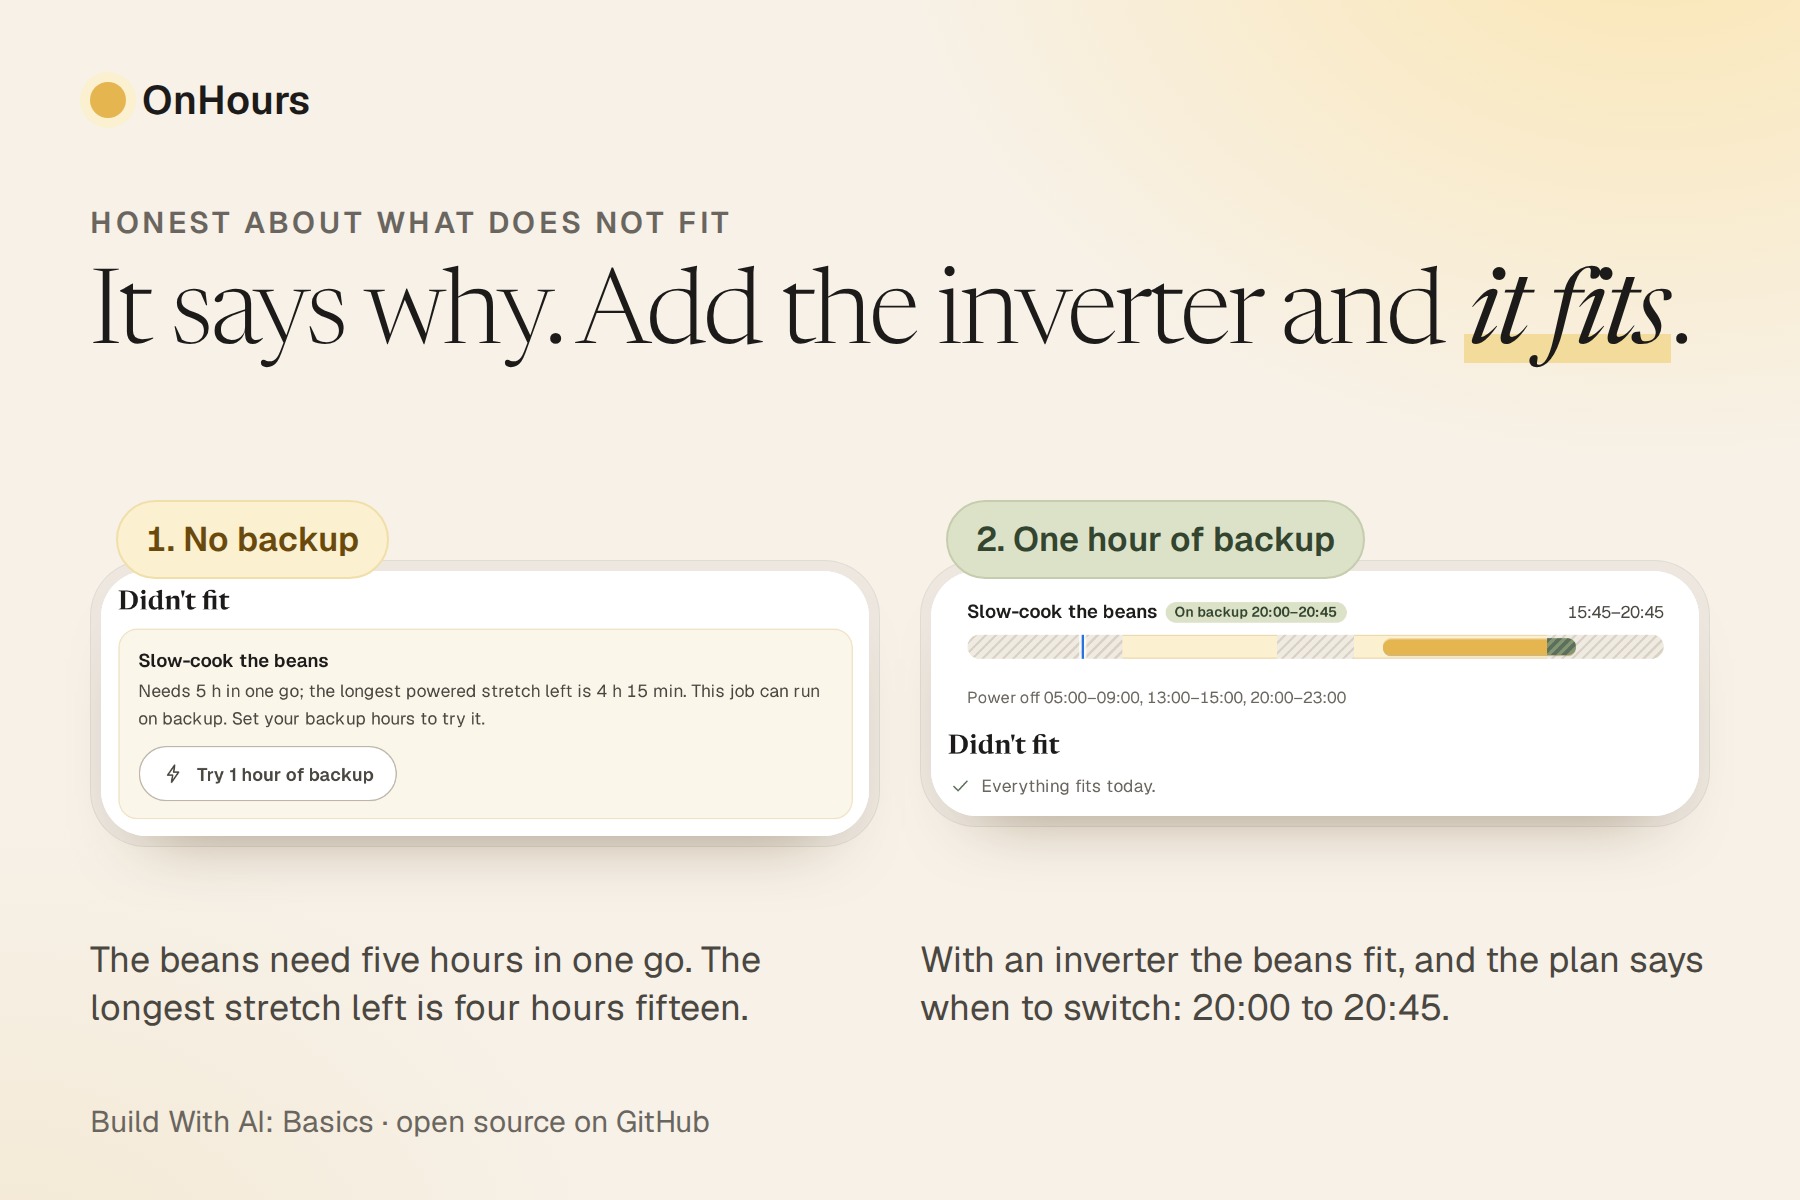 OnHours
HONEST ABOUT WHAT DOES NOT FIT
It says why. Add the inverter and it fits.
1. No backup
Didn't fit
Slow-cook the beans
Needs 5 h in one go; the longest powered stretch left is 4 h 15 min. This job can run
on backup. Set your backup hours to try it.
Try 1 hour of backup
The beans need five hours in one go. The
longest stretch left is four hours fifteen.
2. One hour of backup
Slow-cook the beans On backup 20:00–20:45 15:45–20:45
Power off 05:00–09:00, 13:00–15:00, 20:00–23:00
Didn't fit
Everything fits today.
With an inverter the beans fit, and the plan says
when to switch: 20:00 to 20:45.
Build With AI: Basics · open source on GitHub